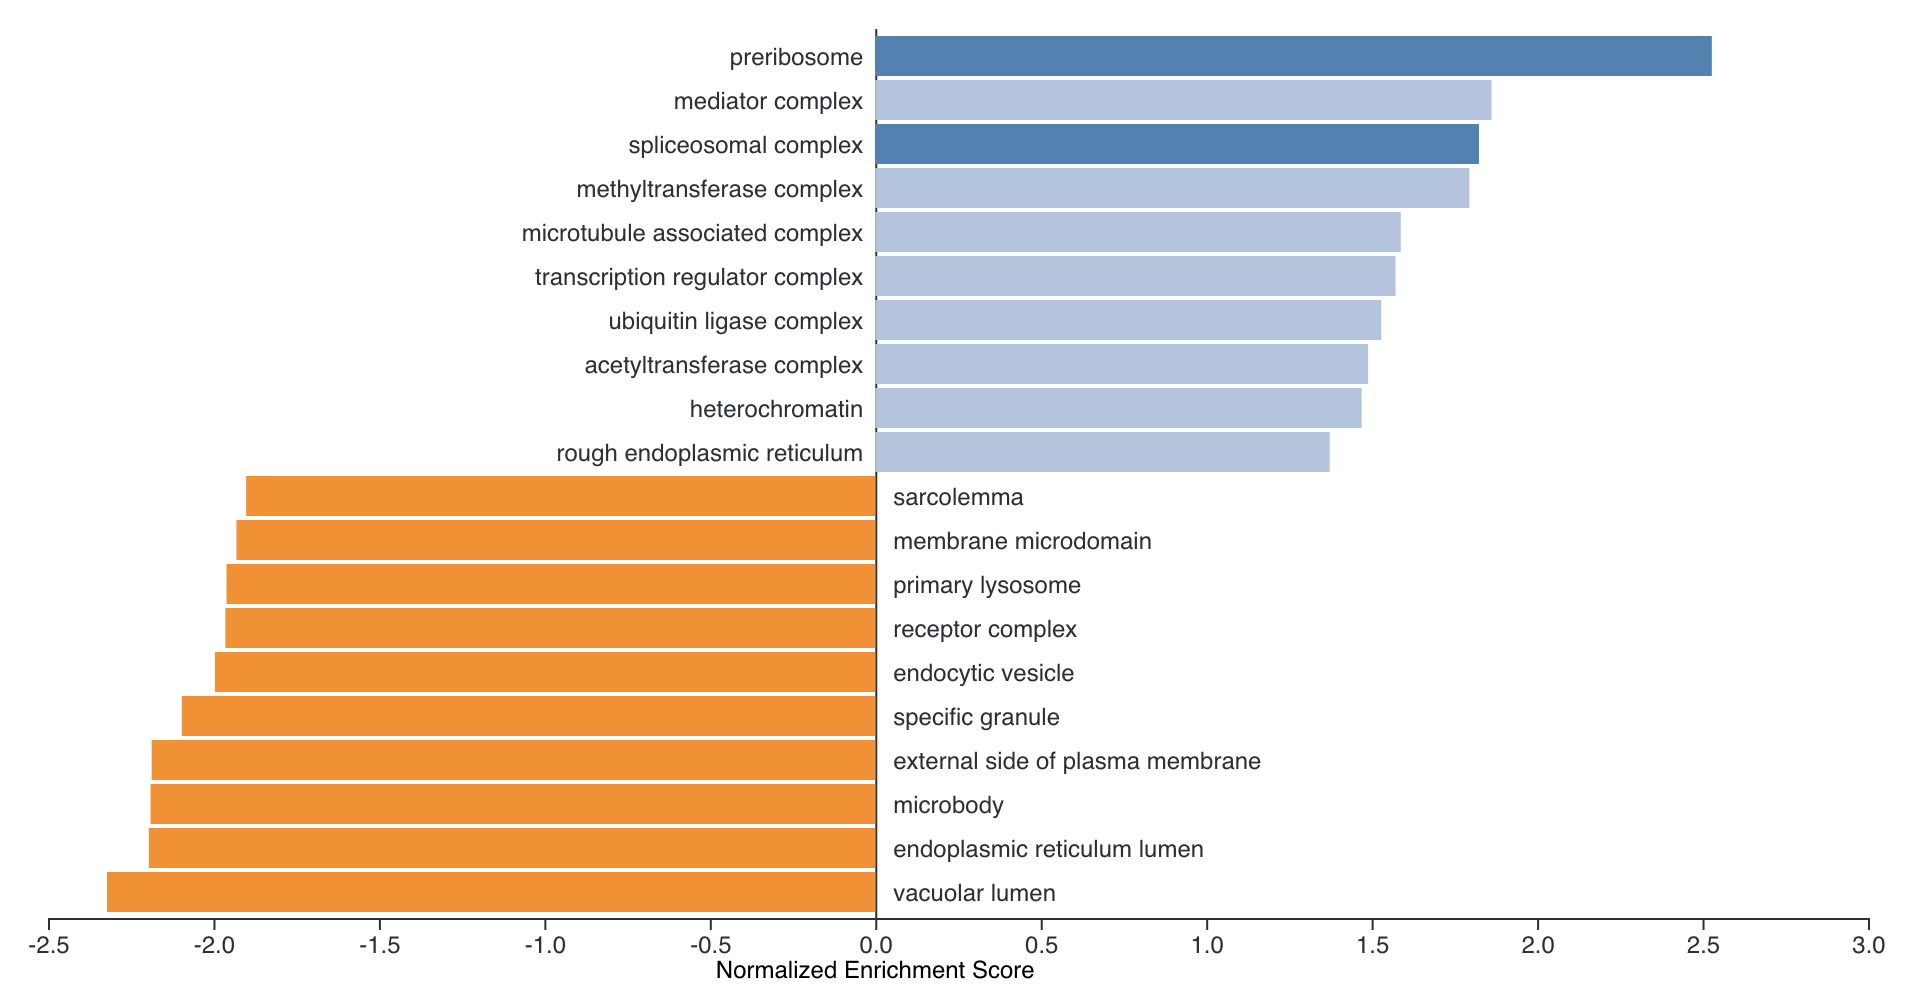 preribosome
mediator complex
spliceosomal complex
methyltransferase complex
microtubule associated complex
transcription regulator complex
ubiquitin ligase complex
acetyltransferase complex
heterochromatin
rough endoplasmic reticulum
sarcolemma
membrane microdomain
primary lysosome
receptor complex
endocytic vesicle
specific granule
external side of plasma membrane
microbody
endoplasmic reticulum lumen
vacuolar lumen
-2.5 -2.0 -1.5 -1.0 -0.5 0.0 0.5 1.0 1.5 2.0 2.5 3.0
Normalized Enrichment Score